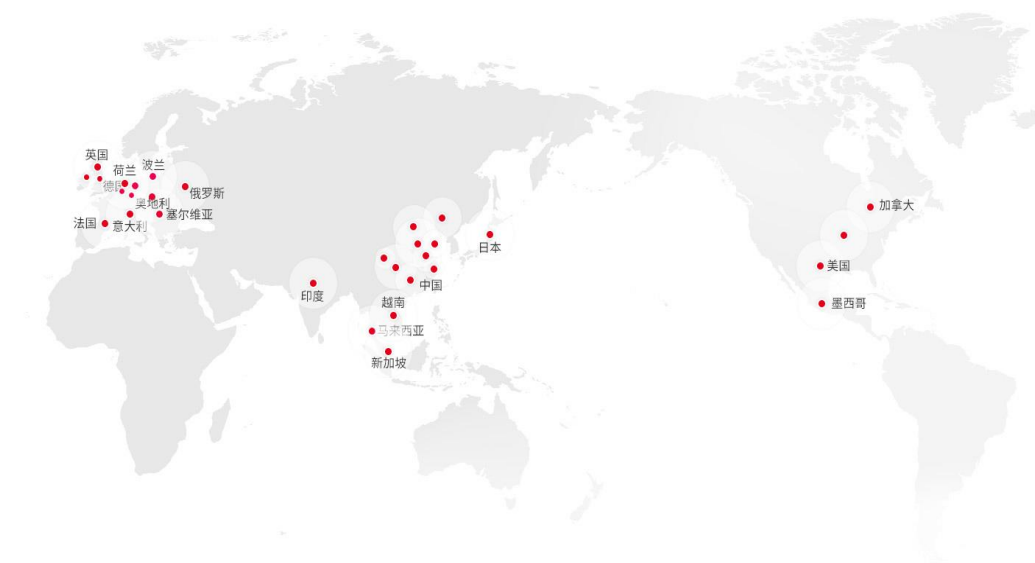 英国
荷兰
波兰
德国
俄罗斯
奥地利
塞尔维亚
法国
意大利
加拿大
日本
美国
中国
印度
越南
墨西哥
马来西亚
新加坡